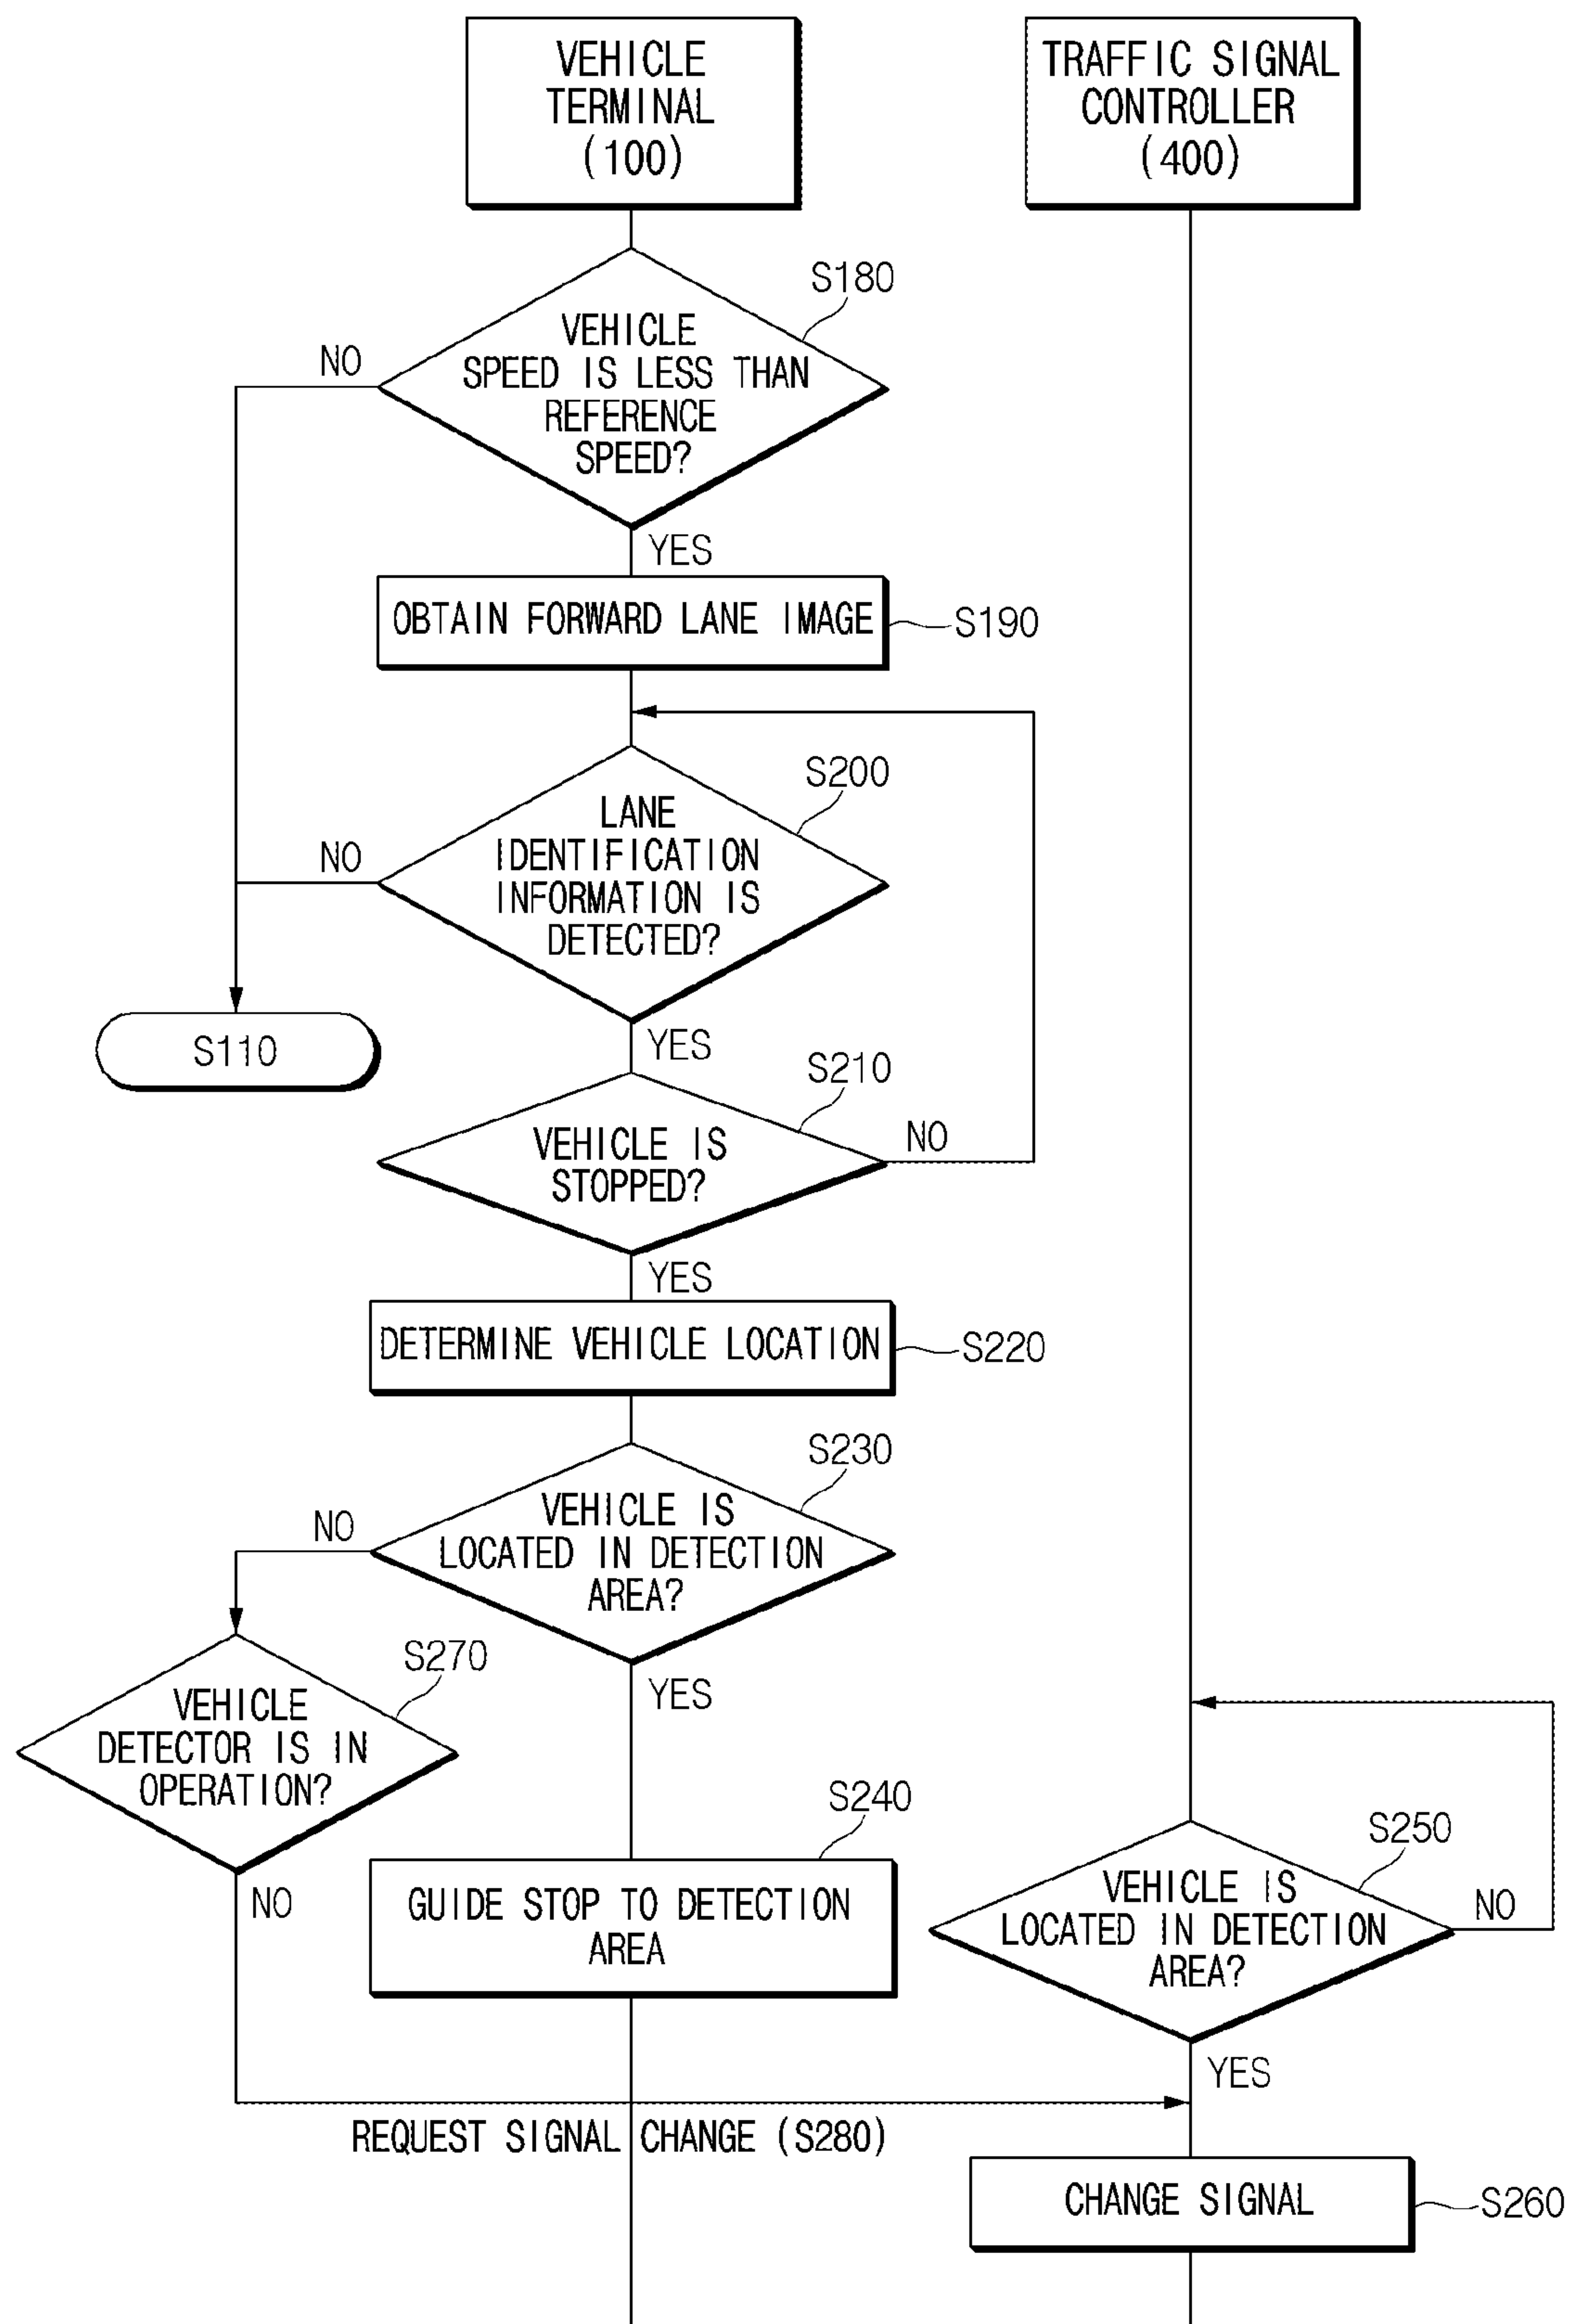 VEHICLE
TERMINAL
(100)
TRAFFIC SIGNAL
CONTROLLER
(400)
S180
VEHICLE
SPEED IS LESS THAN
REFERENCE
SPEED?
NO
YES
OBTAIN FORWARD LANE IMAGE
S190
S200
LANE
IDENTIFICATION
INFORMATION IS
DETECTED?
NO
YES
S110
S210
VEHICLE IS
STOPPED?
NO
YES
DETERMINE VEHICLE LOCATION
S220
S230
VEHICLE IS
LOCATED IN DETECTION
AREA?
NO
YES
S270
VEHICLE
DETECTOR IS IN
OPERATION?
NO
S240
GUIDE STOP TO DETECTION
AREA
S250
VEHICLE IS
LOCATED IN DETECTION
AREA?
NO
YES
REQUEST SIGNAL CHANGE (S280)
CHANGE SIGNAL
S260